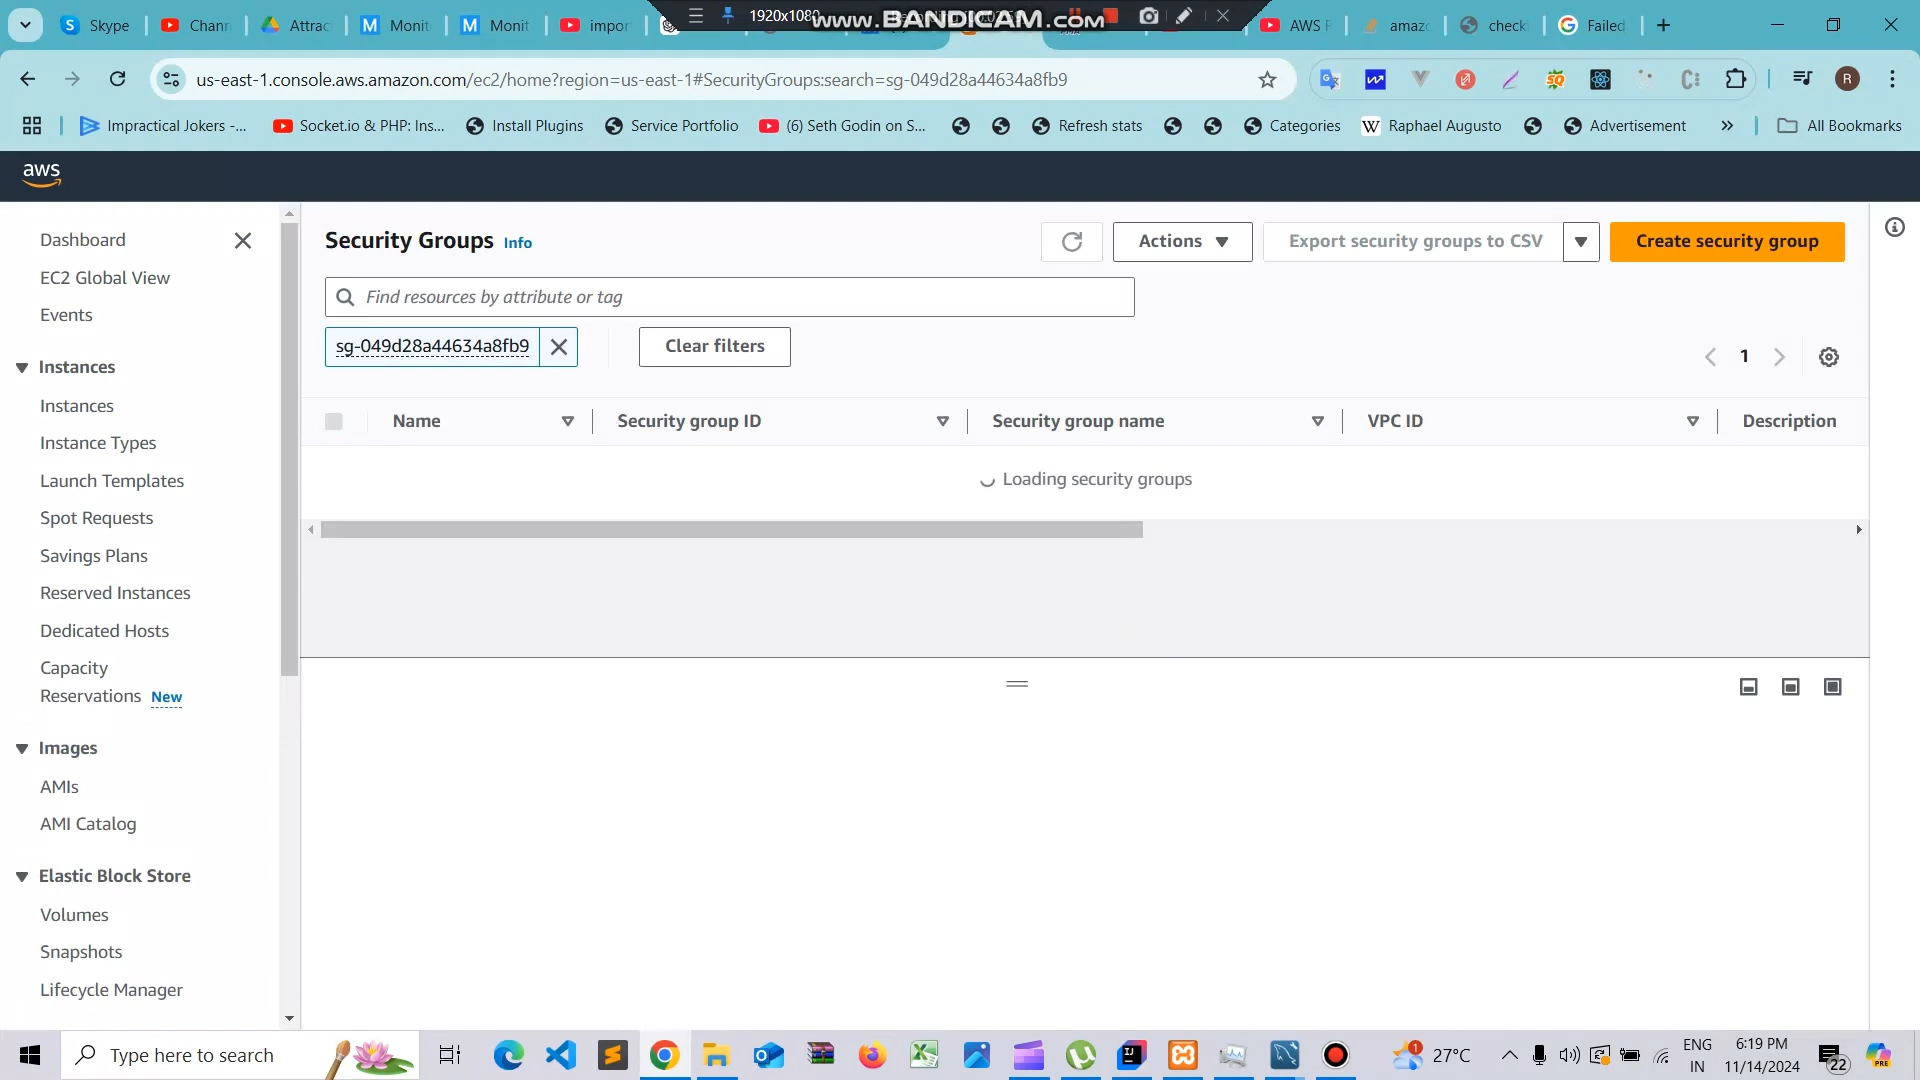 Skype
Chann
Attrac
Monit
Monit
impor
1920x1080
www.BANDICAM.com
AWS F
amaz
check
Failed
us-east-1.console.aws.amazon.com/ec2/home?region=us-east-1#SecurityGroups:search=sg-049d28a44634a8fb9
R
Impractical Jokers -...
Socket.io & PHP: Ins...
Install Plugins
Service Portfolio
(6) Seth Godin on S...
Refresh stats
Categories
W Raphael Augusto
Advertisement
All Bookmarks
aws
Dashboard
EC2 Global View
Events
Instances
Instances
Instance Types
Launch Templates
Spot Requests
Savings Plans
Reserved Instances
Dedicated Hosts
Capacity
Reservations New
Images
AMIs
AMI Catalog
Elastic Block Store
Volumes
Snapshots
Lifecycle Manager
Security Groups Info
Actions
Export security groups to CSV
Create security group
Find resources by attribute or tag
sg-049d28a44634a8fb9
Clear filters
1
Name
Security group ID
Security group name
VPC ID
Description
Loading security groups
Type here to search
27°C
ENG
IN
6:19 PM
11/14/2024
22